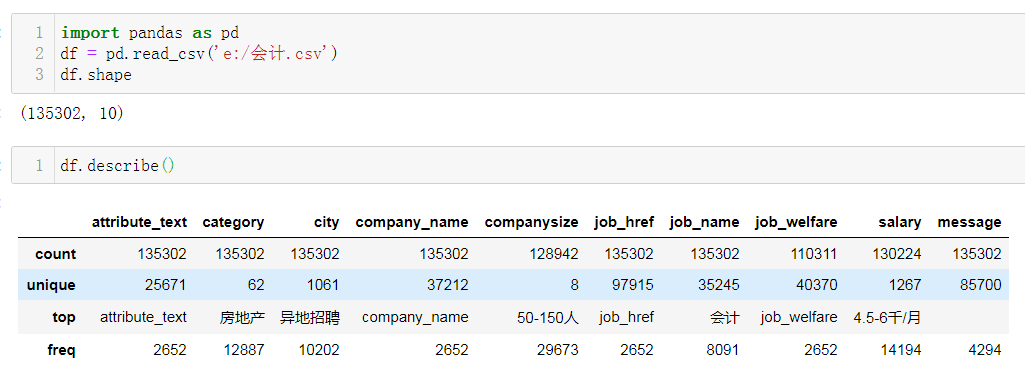 1 import pandas as pd
2 df = pd.read_csv('e:/会计.csv')
3 df.shape
(135302, 10)
1 df.describe()
attribute_text category city company_name companysize job_href job_name job_welfare salary message
count 135302 135302 135302 135302 128942 135302 135302 110311 130224 135302
unique 25671 62 1061 37212 8 97915 35245 40370 1267 85700
top attribute_text 房地产 异地招聘 company_name 50-150人 job_href 会计 job_welfare 4.5-6千/月
freq 2652 12887 10202 2652 29673 2652 8091 2652 14194 4294